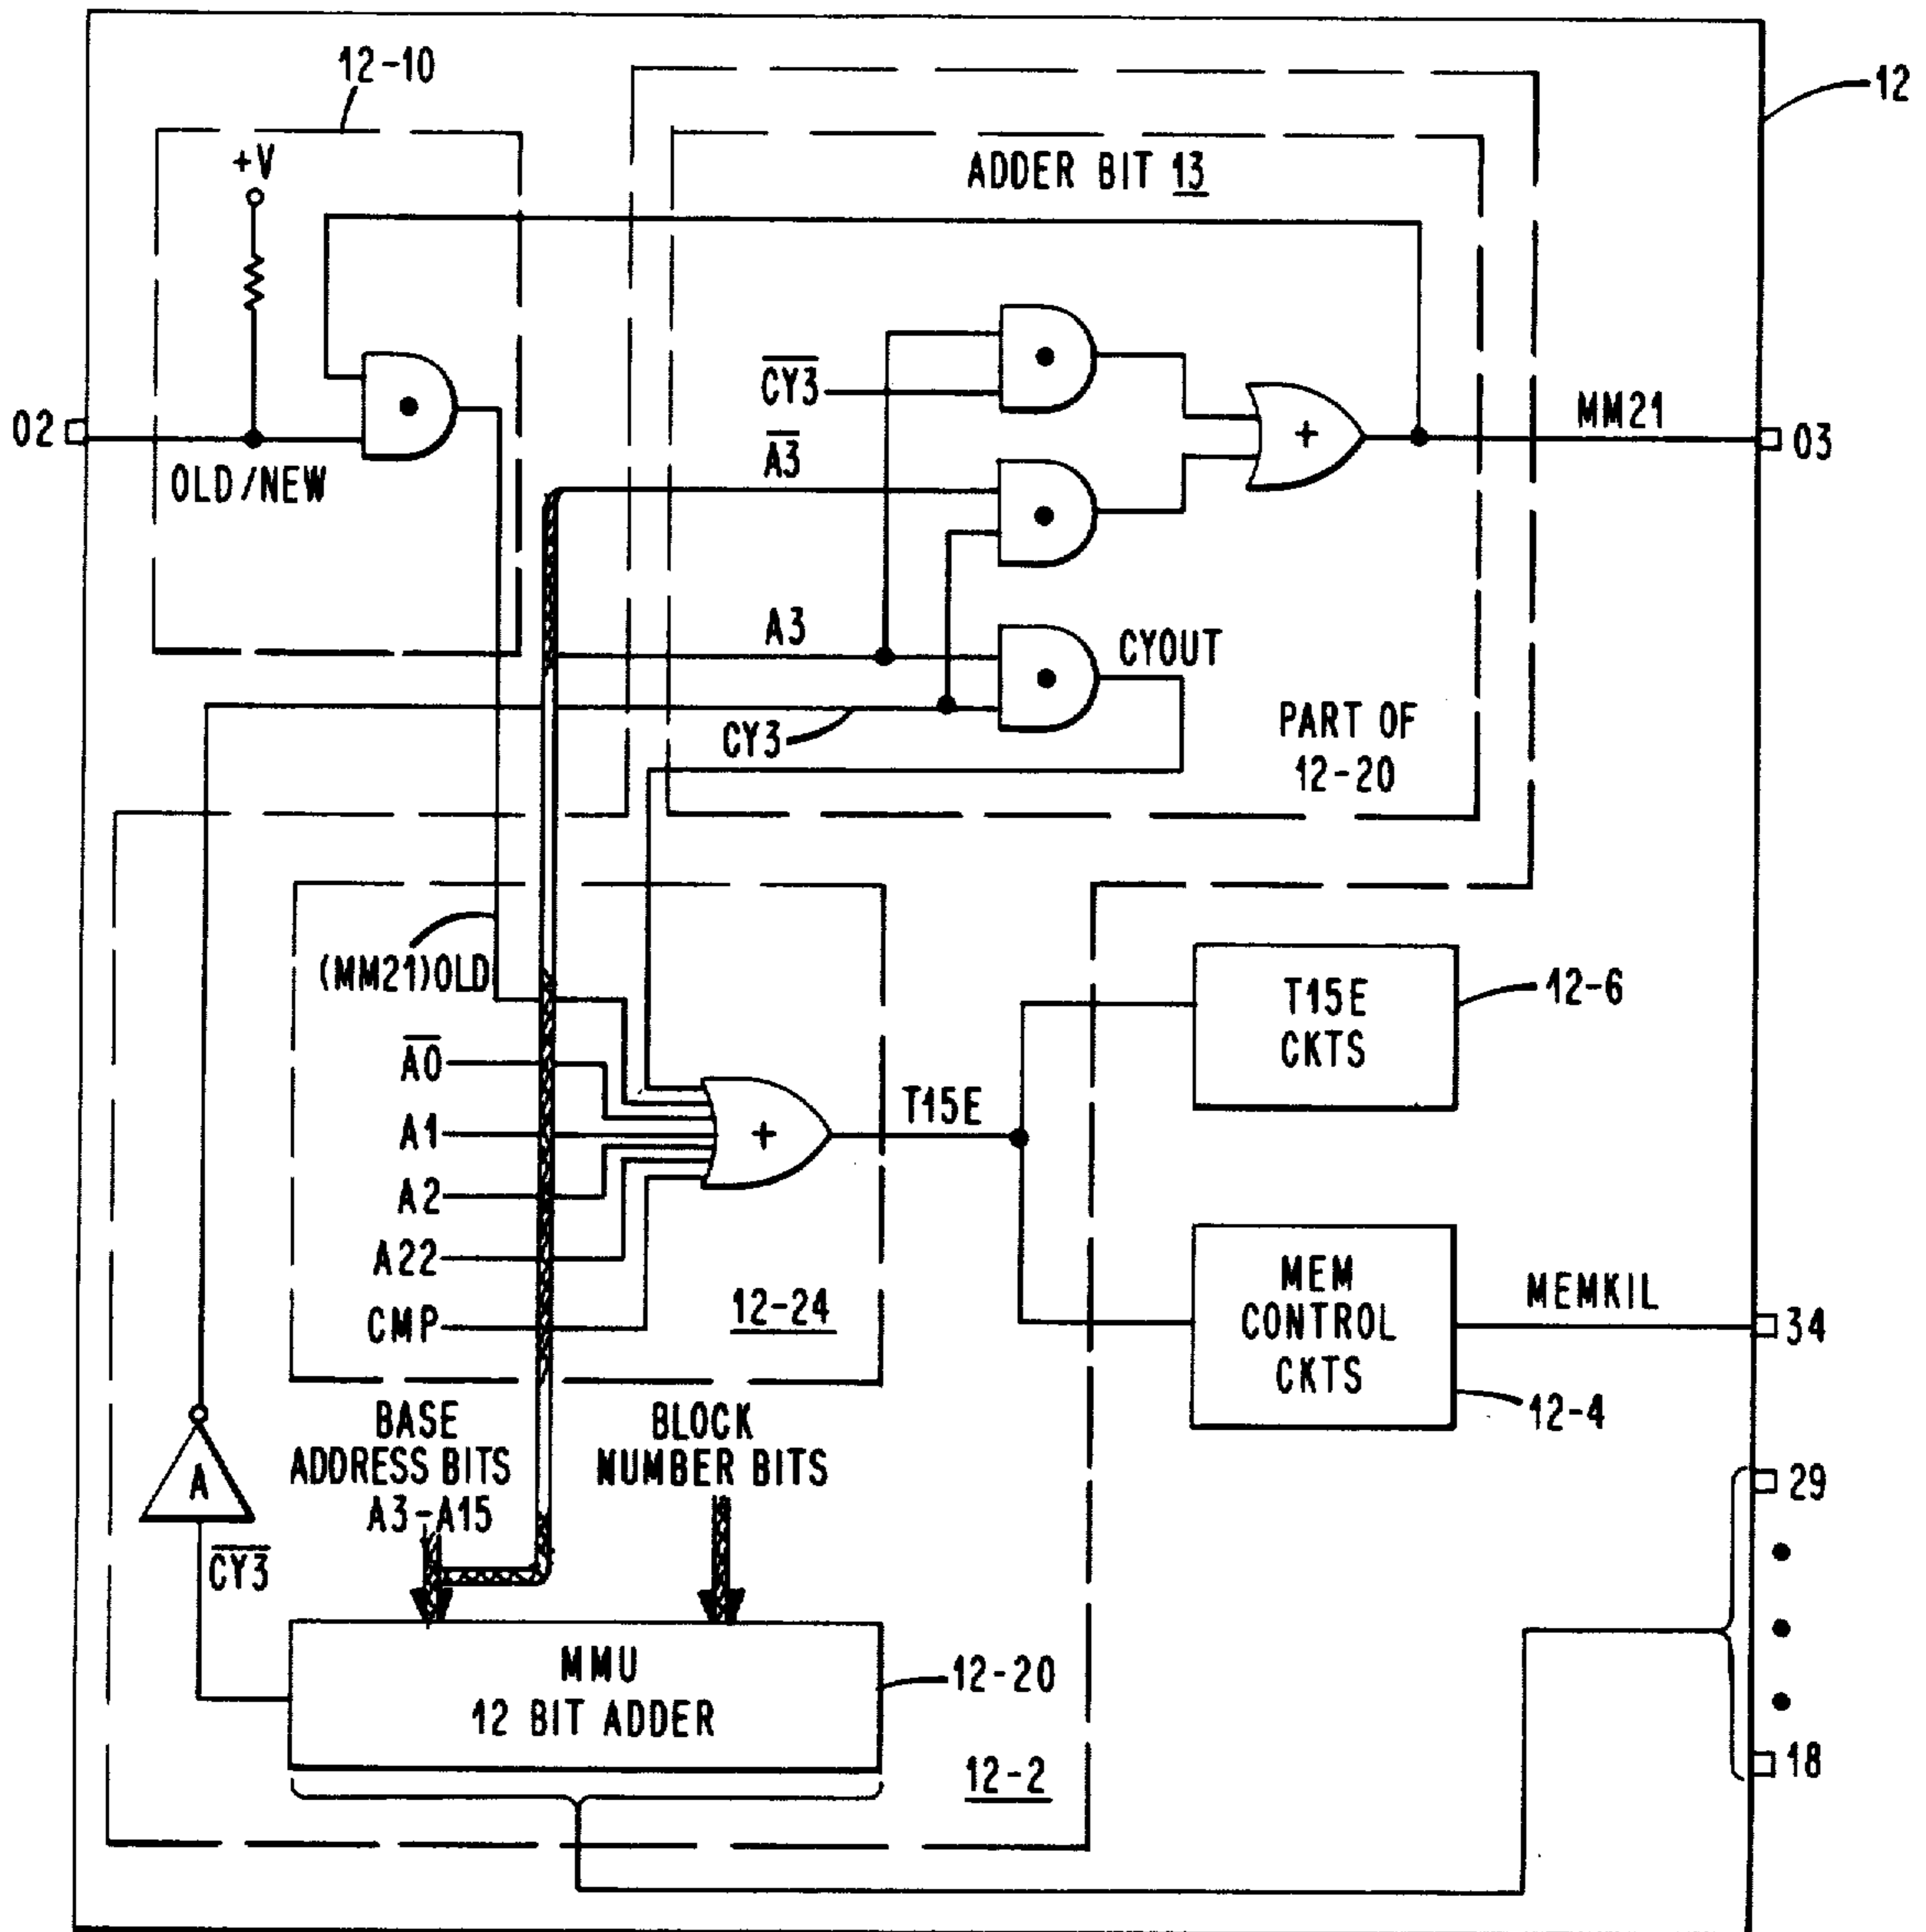 12-10
12
+V
ADDER BIT 13
CY3
02
A3
MM21
03
OLD/NEW
A3
CYOUT
CY3
PART OF
12-20
(MM21)OLD
T15E
CKTS
12-6
A0
T15E
A1
A2
A22
CMP
12-24
MEM
CONTROL
CKTS
MEMKIL
34
12-4
BASE
ADDRESS BITS
A3-A15
BLOCK
NUMBER BITS
29
A
CY3
MMU
12 BIT ADDER
12-20
12-2
18